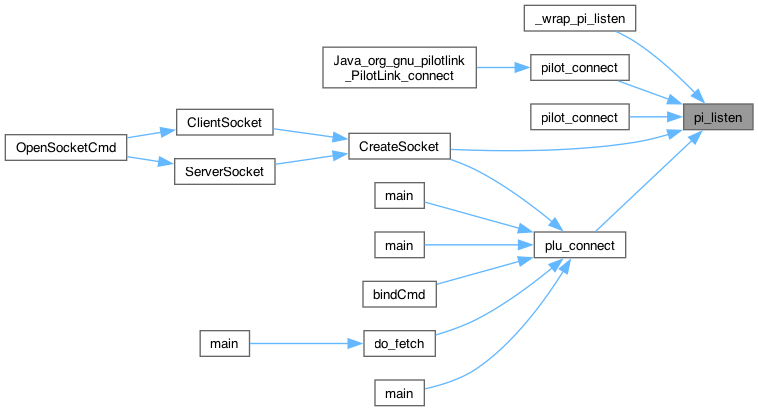 _wrap_pi_listen
Java_org_gnu_pilotlink
_PilotLink_connect
pilot_connect
pilot_connect
pi_listen
ClientSocket
OpenSocketCmd
CreateSocket
ServerSocket
main
main
plu_connect
bindCmd
main
do_fetch
main